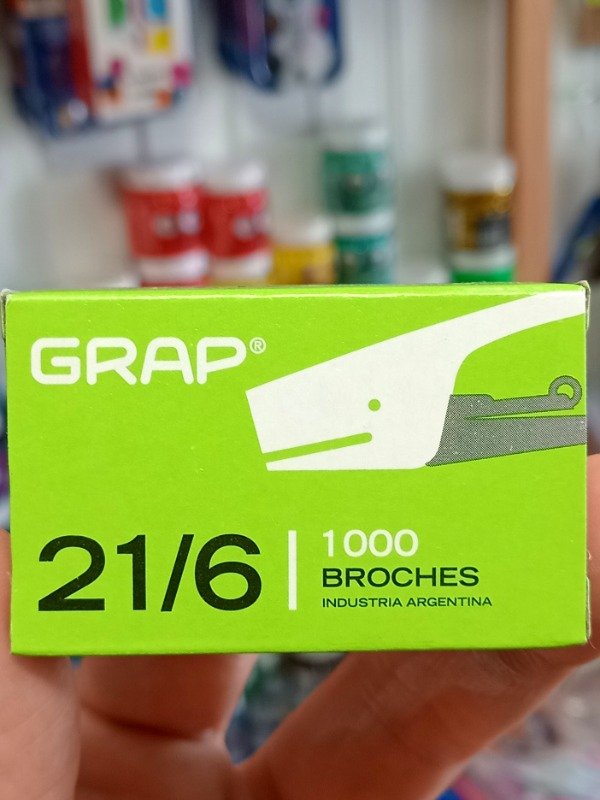 GRAP®
21/6
1000
BROCHES
INDUSTRIA ARGENTINA